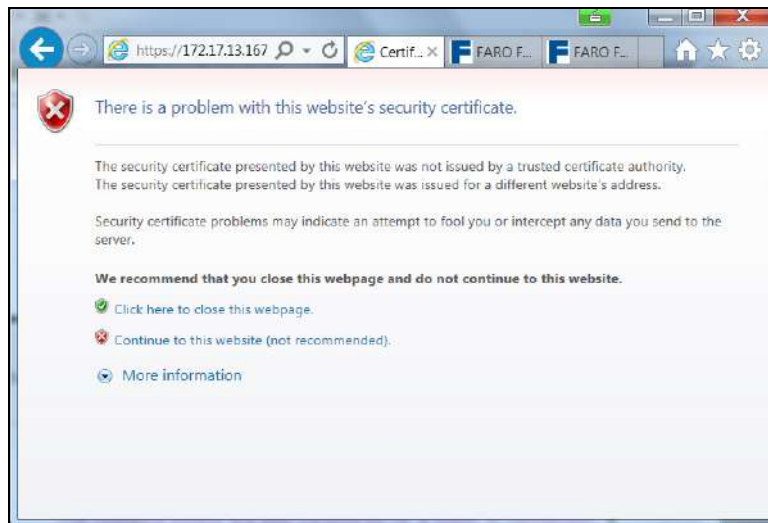 https://172.17.13.167
Certif...
FARO F...
FARO F...
There is a problem with this website's security certificate.
The security certificate presented by this website was not issued by a trusted certificate authority.
The security certificate presented by this website was issued for a different website's address.
Security certificate problems may indicate an attempt to fool you or intercept any data you send to the
server.
We recommend that you close this webpage and do not continue to this website.
Click here to close this webpage.
Continue to this website (not recommended).
More information